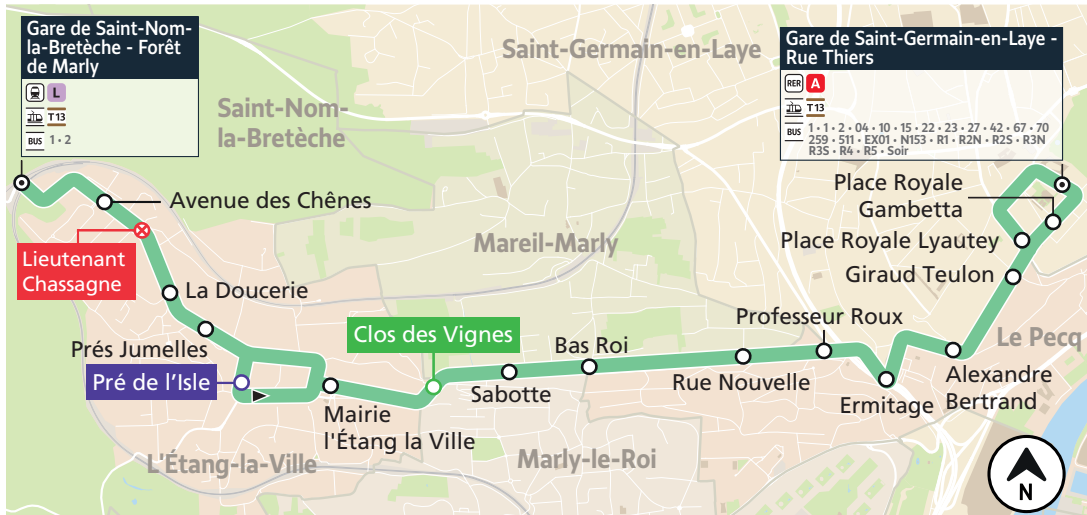 Gare de Saint-Nom-
la-Bretèche - Forêt
de Marly
L
T13
BUS 1 • 2
Saint-Germain-en-Laye
Gare de Saint-Germain-en-Laye -
Rue Thiers
RER A
T13
BUS 1 • 1 • 2 • 04 • 10 • 15 • 22 • 23 • 27 • 42 • 67 • 70
259 • 511 • EX01 • N153 • R1 • R2N • R2S • R3N
R3S • R4 • R5 • Soir
Saint-Nom-
la-Bretèche
Avenue des Chênes
Lieutenant
Chassagne
La Doucerie
Prés Jumelles
Pré de l'Isle
Mairie
l'Étang la Ville
L'Étang-la-Ville
Clos des Vignes
Mareil-Marly
Sabotte
Bas Roi
Marly-le-Roi
Rue Nouvelle
Professeur Roux
Ermitage
Alexandre
Bertrand
Le Pecq
Giraud Teulon
Place Royale Lyautey
Place Royale
Gambetta
N